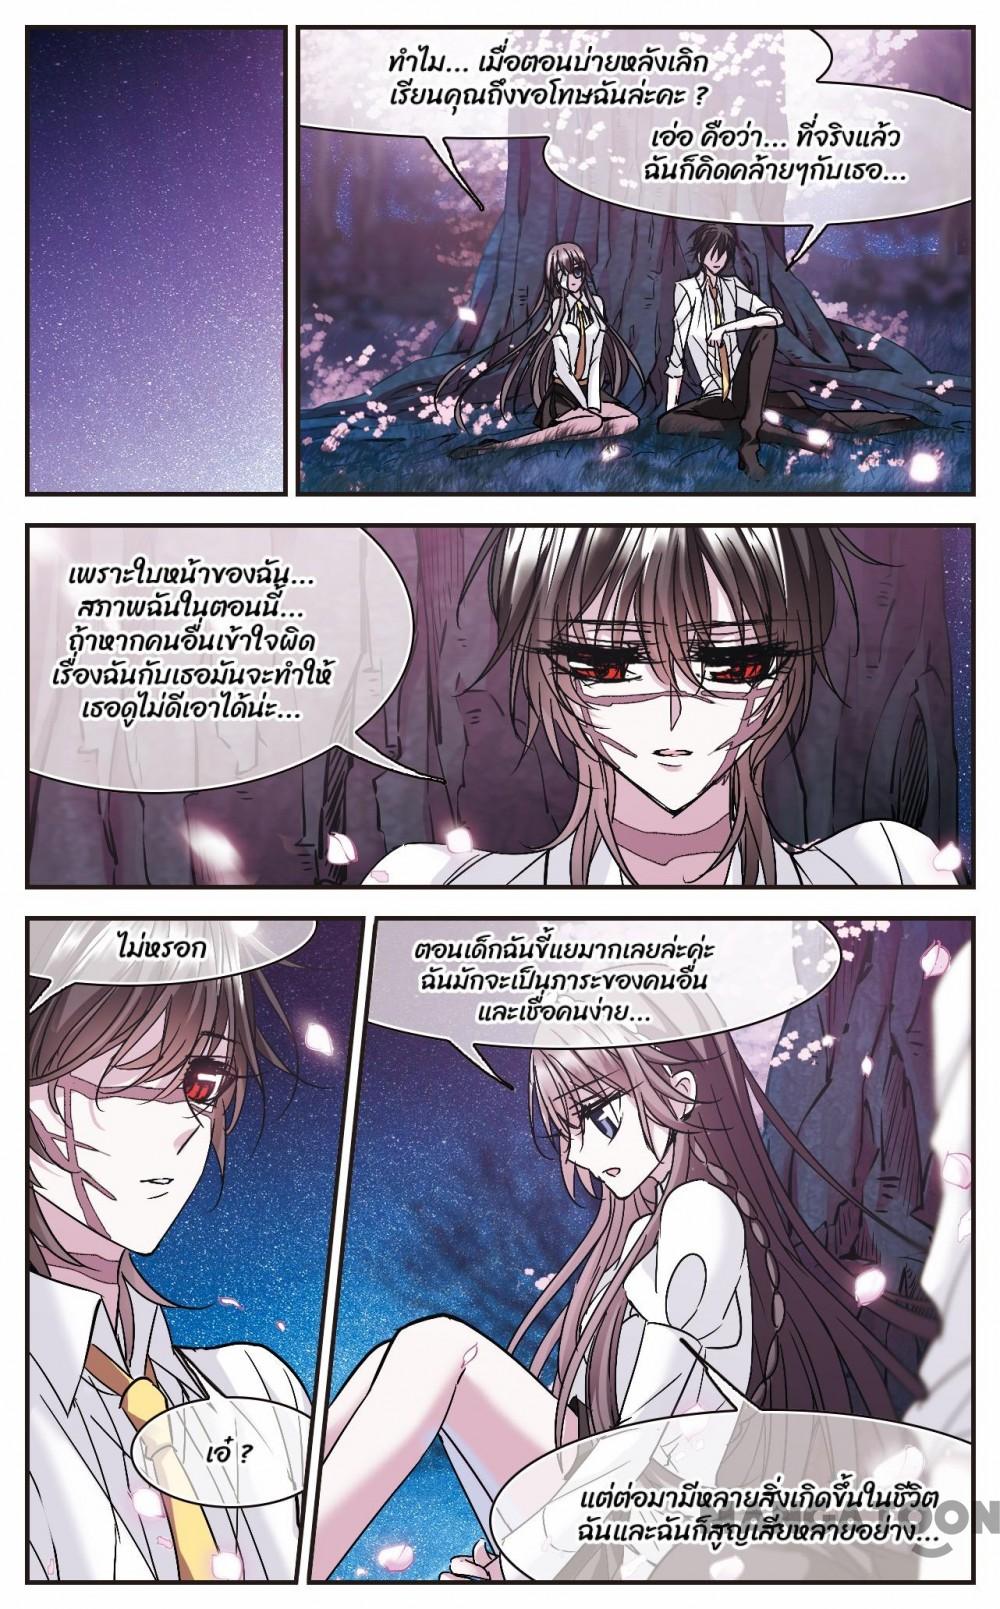 ทำไม... เมื่อตอนบ่ายหลังเลิก
เรียนคุณถึงขอโทษฉันล่ะคะ ?
เอ่อ คือว่า... ที่จริงแล้ว
ฉันก็คิดคล้ายๆกับเธอ...
เพราะใบหน้าของฉัน...
สภาพฉันในตอนนี้...
ถ้าหากคนอื่นเข้าใจผิด
เรื่องฉันกับเธอมันจะทำให้
เธอดูไม่ดีเอาได้น่ะ...
ไม่หรอก
ตอนเด็กฉันขี้แยมากเลยล่ะค่ะ
ฉันมักจะเป็นภาระของคนอื่น
และเชื่อคนง่าย...
เอ๋ ?
แต่ต่อมามีหลายสิ่งเกิดขึ้นในชีวิต
ฉันและฉันก็สูญเสียหลายอย่าง...
MANGATOON